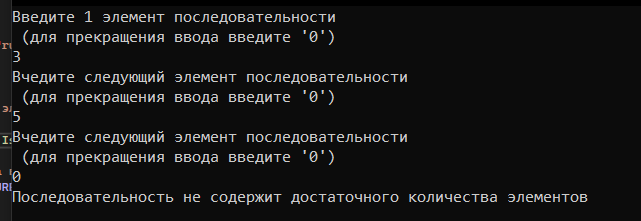 Введите 1 элемент последовательности
(для прекращения ввода введите '0')
3
Вчедите следующий элемент последовательности
(для прекращения ввода введите '0')
5
Вчедите следующий элемент последовательности
(для прекращения ввода введите '0')
0
Последовательность не содержит достаточного количества элементов